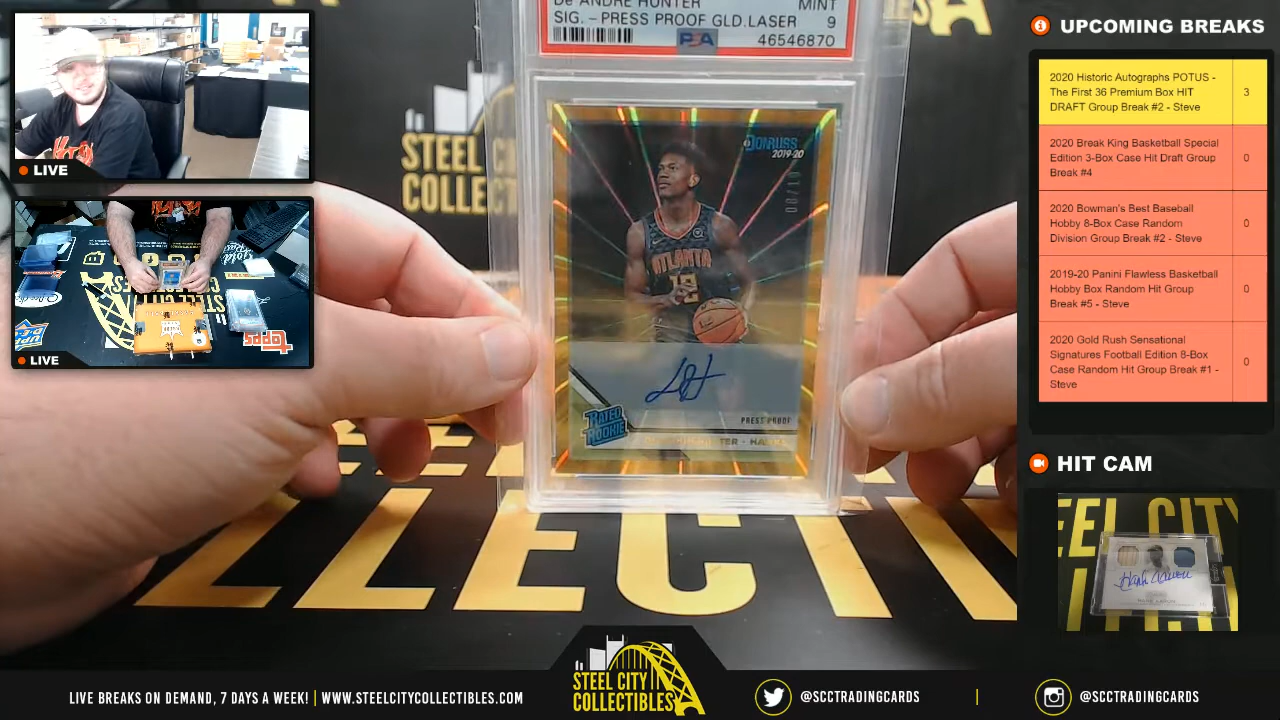 LIVE
LIVE
De'ANDRE HUNTER MINT
SIG. - PRESS PROOF GLD.LASER 9
PSA 46546870
DONRUSS
2019-20
ATLANTA
12
PRESS PROOF
RATED
ROOKIE
HAWKS
STEEL
COLLEC
LLECT
UPCOMING BREAKS
2020 Historic Autographs POTUS -
The First 36 Premium Box HIT 3
DRAFT Group Break #2 - Steve
2020 Break King Basketball Special
Edition 3-Box Case Hit Draft Group 0
Break #4
2020 Bowman's Best Baseball
Hobby 8-Box Case Random 0
Division Group Break #2 - Steve
2019-20 Panini Flawless Basketball
Hobby Box Random Hit Group 0
Break #5 - Steve
2020 Gold Rush Sensational
Signatures Football Edition 8-Box
Case Random Hit Group Break #1 - 0
Steve
HIT CAM
topps
LIVE BREAKS ON DEMAND, 7 DAYS A WEEK! | WWW.STEELCITYCOLLECTIBLES.COM
STEEL CITY
COLLECTIBLES
@SCCTRADINGCARDS | @SCCTRADINGCARDS